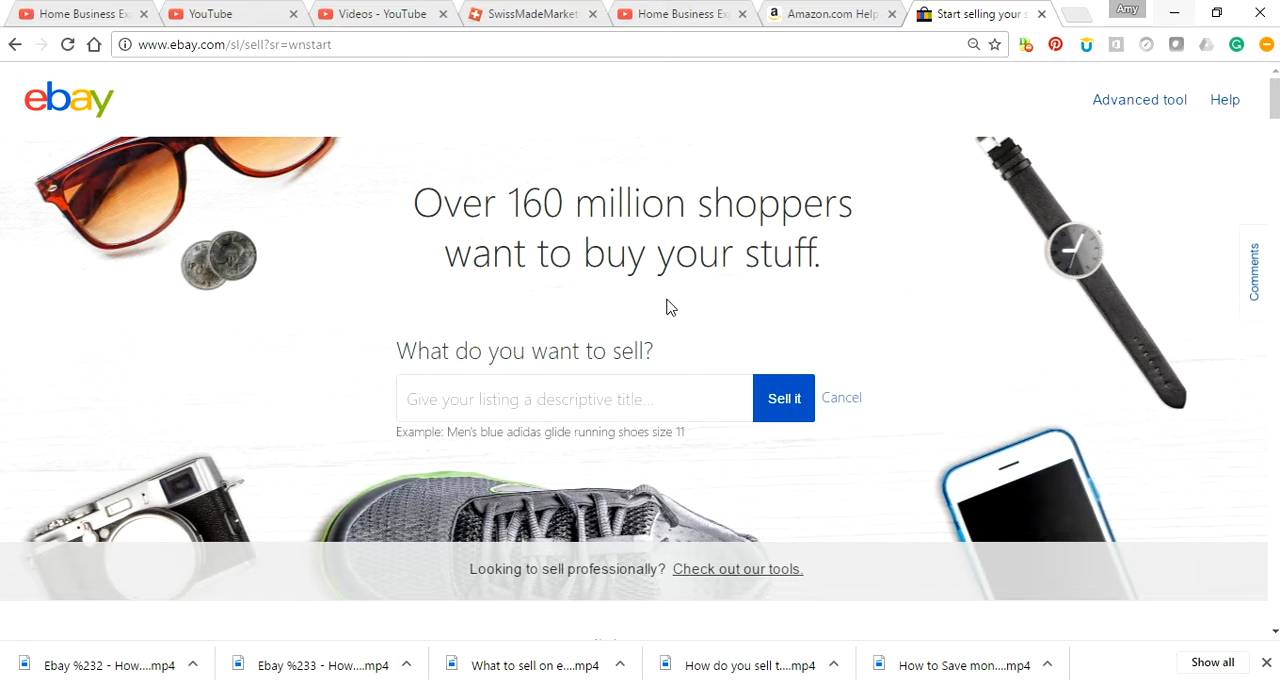 Home Business Ex
YouTube
Videos - YouTube
SwissMadeMarket
Home Business Ex
Amazon.com Help
Start selling your s
Amy
www.ebay.com/sl/sell?sr=wnstart
ebay
Advanced tool
Help
Over 160 million shoppers
want to buy your stuff.
Comments
What do you want to sell?
Give your listing a descriptive title...
Sell it
Cancel
Example: Men's blue adidas glide running shoes size 11
Looking to sell professionally? Check out our tools.
Ebay %232 - How....mp4
Ebay %233 - How....mp4
What to sell on e....mp4
How do you sell t....mp4
How to Save mon....mp4
Show all